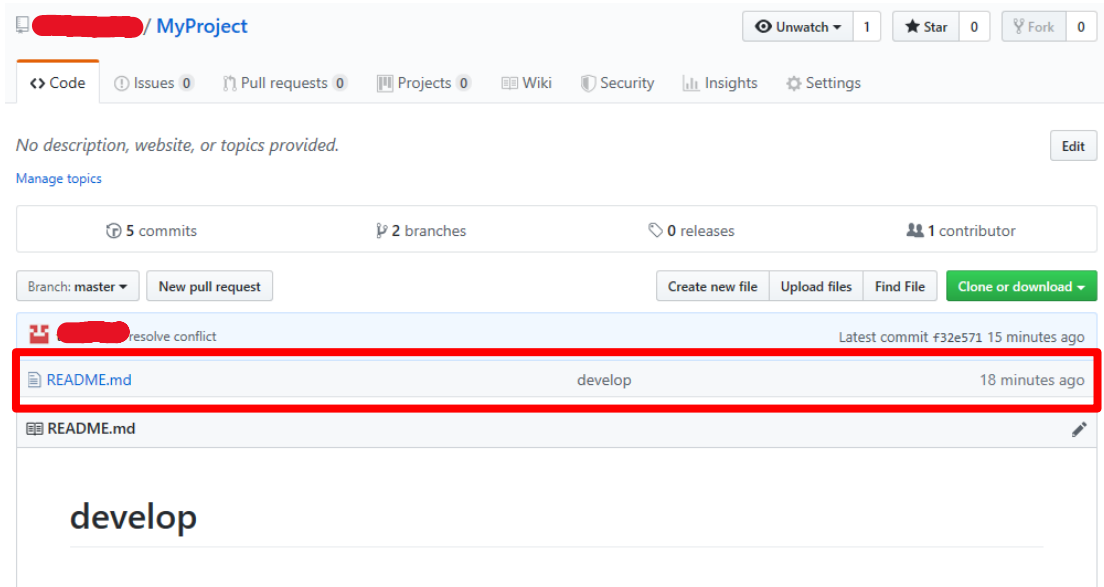 / MyProject
Unwatch 1 Star 0 Fork 0
Code Issues 0 Pull requests 0 Projects 0 Wiki Security Insights Settings
No description, website, or topics provided. Edit
Manage topics
5 commits 2 branches 0 releases 1 contributor
Branch: master New pull request Create new file Upload files Find File Clone or download
resolve conflict Latest commit f32e571 15 minutes ago
README.md develop 18 minutes ago
README.md
develop